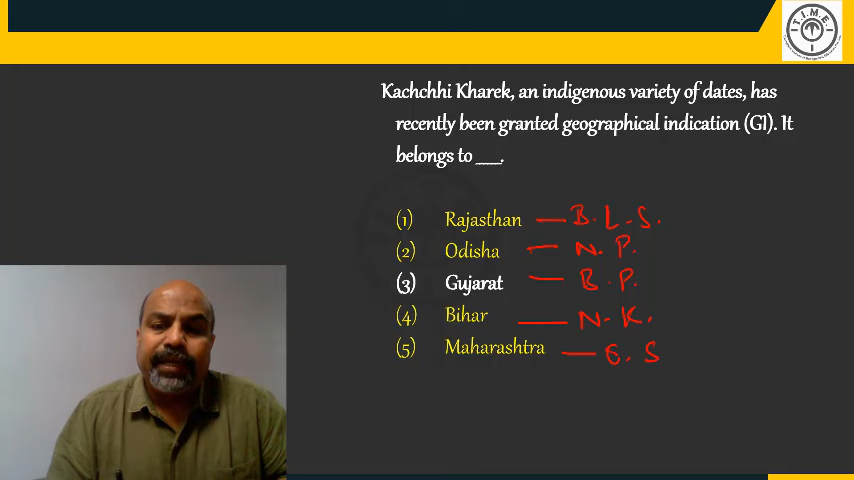 T.I.M.E.
Kachchhi Kharek, an indigenous variety of dates, has
recently been granted geographical indication (GI). It
belongs to ___.
(1) Rajasthan — B. L. S.
(2) Odisha — N. P.
(3) Gujarat — B. P.
(4) Bihar — N. K.
(5) Maharashtra — E. S